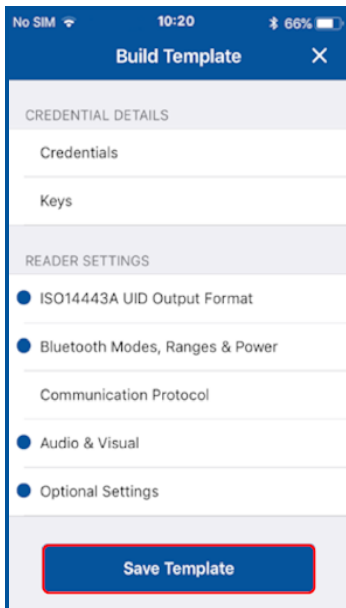 No SIM 10:20 66%
Build Template
CREDENTIAL DETAILS
Credentials
Keys
READER SETTINGS
ISO14443A UID Output Format
Bluetooth Modes, Ranges & Power
Communication Protocol
Audio & Visual
Optional Settings
Save Template